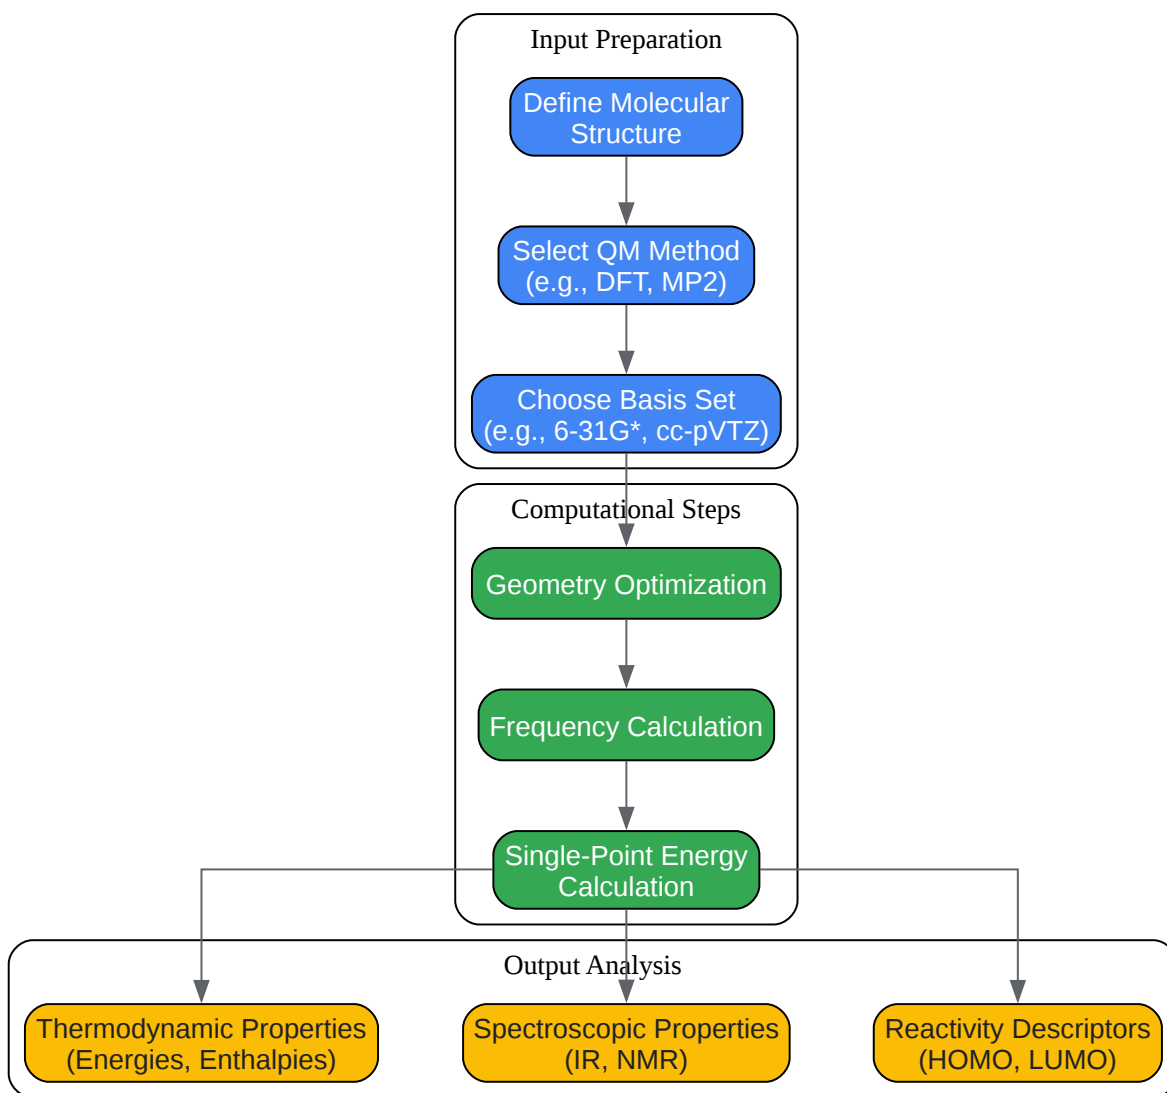 Input Preparation
Define Molecular
Structure
Select QM Method
(e.g., DFT, MP2)
Choose Basis Set
(e.g., 6-31G*, cc-pVTZ)
Computational Steps
Geometry Optimization
Frequency Calculation
Single-Point Energy
Calculation
Output Analysis
Thermodynamic Properties
(Energies, Enthalpies)
Spectroscopic Properties
(IR, NMR)
Reactivity Descriptors
(HOMO, LUMO)